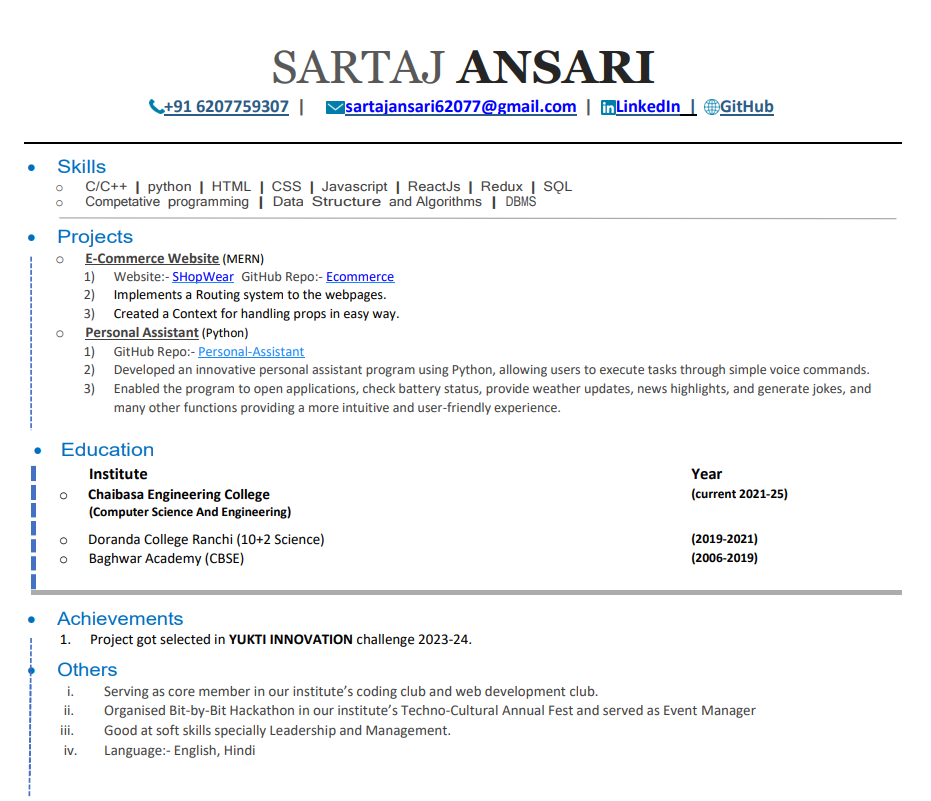 SARTAJ ANSARI
+91 6207759307 | sartajansari62077@gmail.com | LinkedIn | GitHub
• Skills
o C/C++ | python | HTML | CSS | Javascript | ReactJs | Redux | SQL
o Competative programming | Data Structure and Algorithms | DBMS
• Projects
o E-Commerce Website (MERN)
1) Website:- SHopWear GitHub Repo:- Ecommerce
2) Implements a Routing system to the webpages.
3) Created a Context for handling props in easy way.
o Personal Assistant (Python)
1) GitHub Repo:- Personal-Assistant
2) Developed an innovative personal assistant program using Python, allowing users to execute tasks through simple voice commands.
3) Enabled the program to open applications, check battery status, provide weather updates, news highlights, and generate jokes, and
many other functions providing a more intuitive and user-friendly experience.
• Education
Institute Year
o Chaibasa Engineering College (current 2021-25)
(Computer Science And Engineering)
o Doranda College Ranchi (10+2 Science) (2019-2021)
o Baghwar Academy (CBSE) (2006-2019)
• Achievements
1. Project got selected in YUKTI INNOVATION challenge 2023-24.
• Others
i. Serving as core member in our institute’s coding club and web development club.
ii. Organised Bit-by-Bit Hackathon in our institute’s Techno-Cultural Annual Fest and served as Event Manager
iii. Good at soft skills specially Leadership and Management.
iv. Language:- English, Hindi